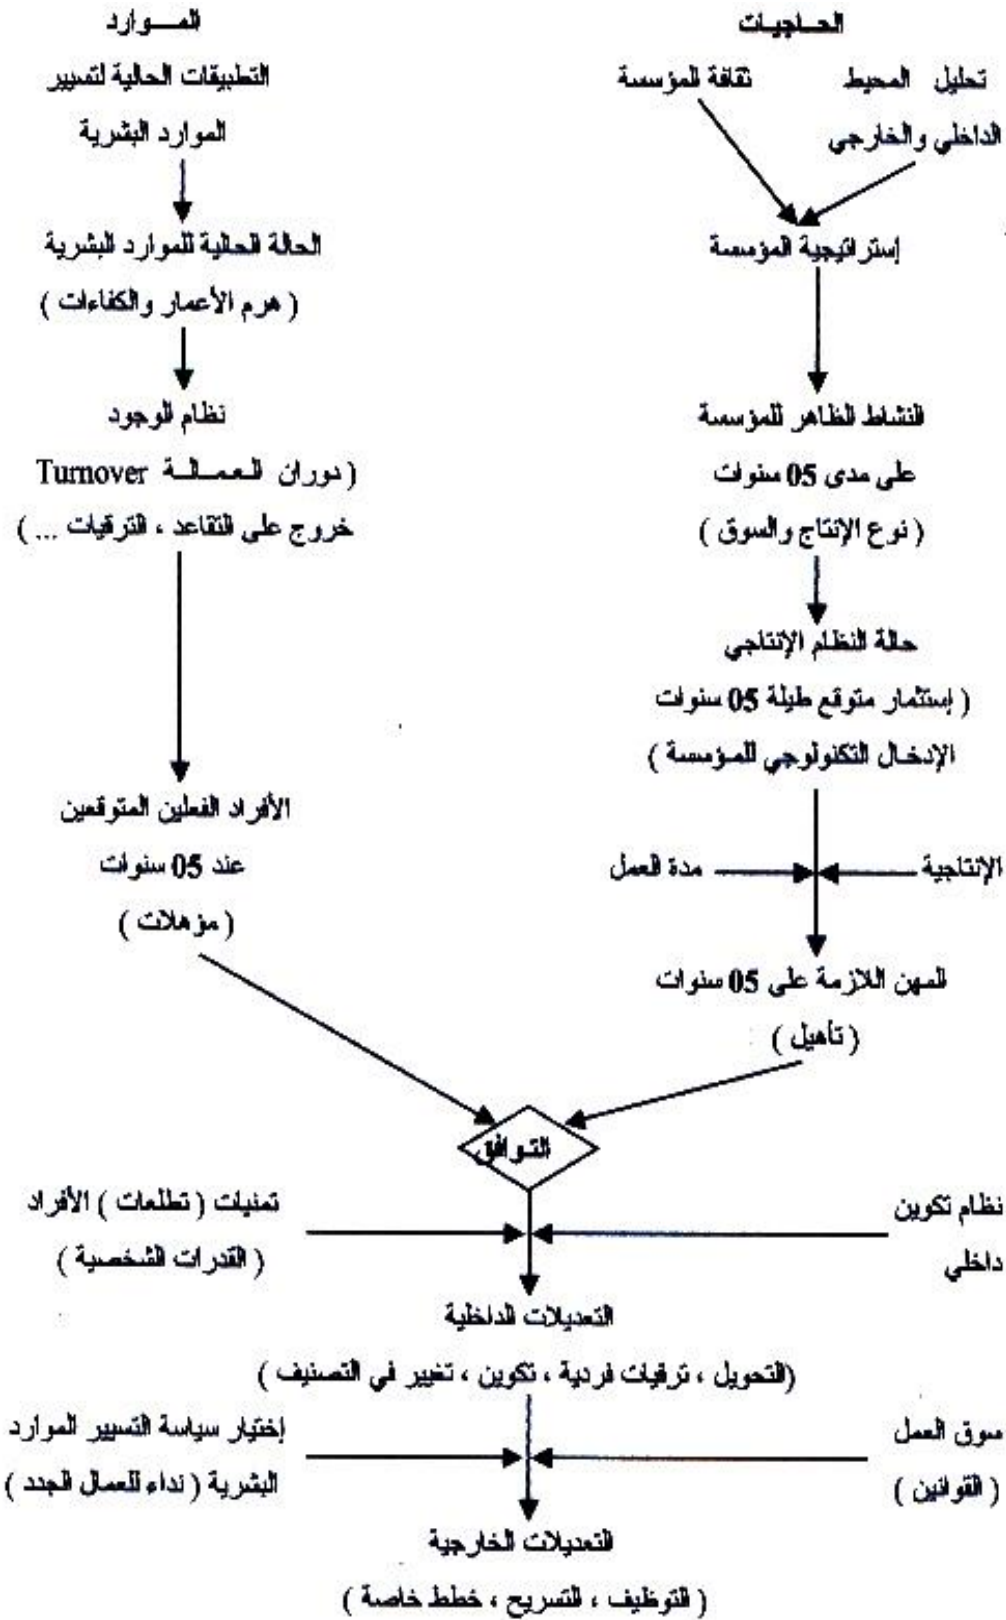 الحـاجيـات
تحليل المحيط
الداخلي والخارجي
ثقافة المؤسسة
إستراتيجية المؤسسة
النشاط الظاهر للمؤسسة
على مدى 05 سنوات
( نوع الإنتاج والسوق )
حالة النظام الإنتاجي
( إستثمار متوقع طيلة 05 سنوات
الإدخال التكنولوجي للمؤسسة )
الإنتاجية
مدة العمل
المهن اللازمة على 05 سنوات
( تأهيل )
المــوارد
التطبيقات الحالية لتسيير
الموارد البشرية
الحالة الحالية للموارد البشرية
( هرم الأعمار والكفاءات )
نظام الوجود
( دوران العمالة Turnover
خروج على التقاعد ، الترقيات ... )
الأفراد الفعلين المتوقعين
عند 05 سنوات
( مؤهلات )
التوافق
نظام تكوين
داخلي
تمنيات ( تطلعات ) الأفراد
( القدرات الشخصية )
التعديلات الداخلية
(التحويل ، ترقيات فردية ، تكوين ، تغيير في التصنيف )
سوق العمل
( القوانين )
إختيار سياسة التسيير الموارد
البشرية ( نداء للعمال الجدد )
التعديلات الخارجية
( التوظيف ، التسريح ، خطط خاصة )